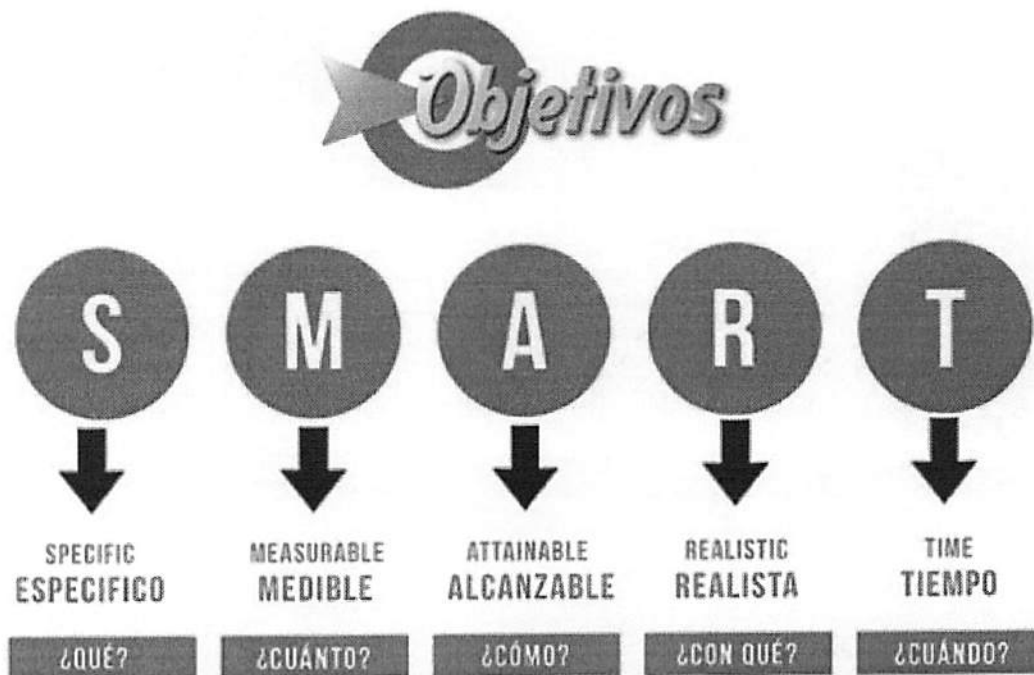 Objetivos
S M A R T
SPECIFIC MEASURABLE ATTAINABLE REALISTIC TIME
ESPECIFICO MEDIBLE ALCANZABLE REALISTA TIEMPO
¿QUÉ? ¿CUÁNTO? ¿CÓMO? ¿CON QUÉ? ¿CUÁNDO?